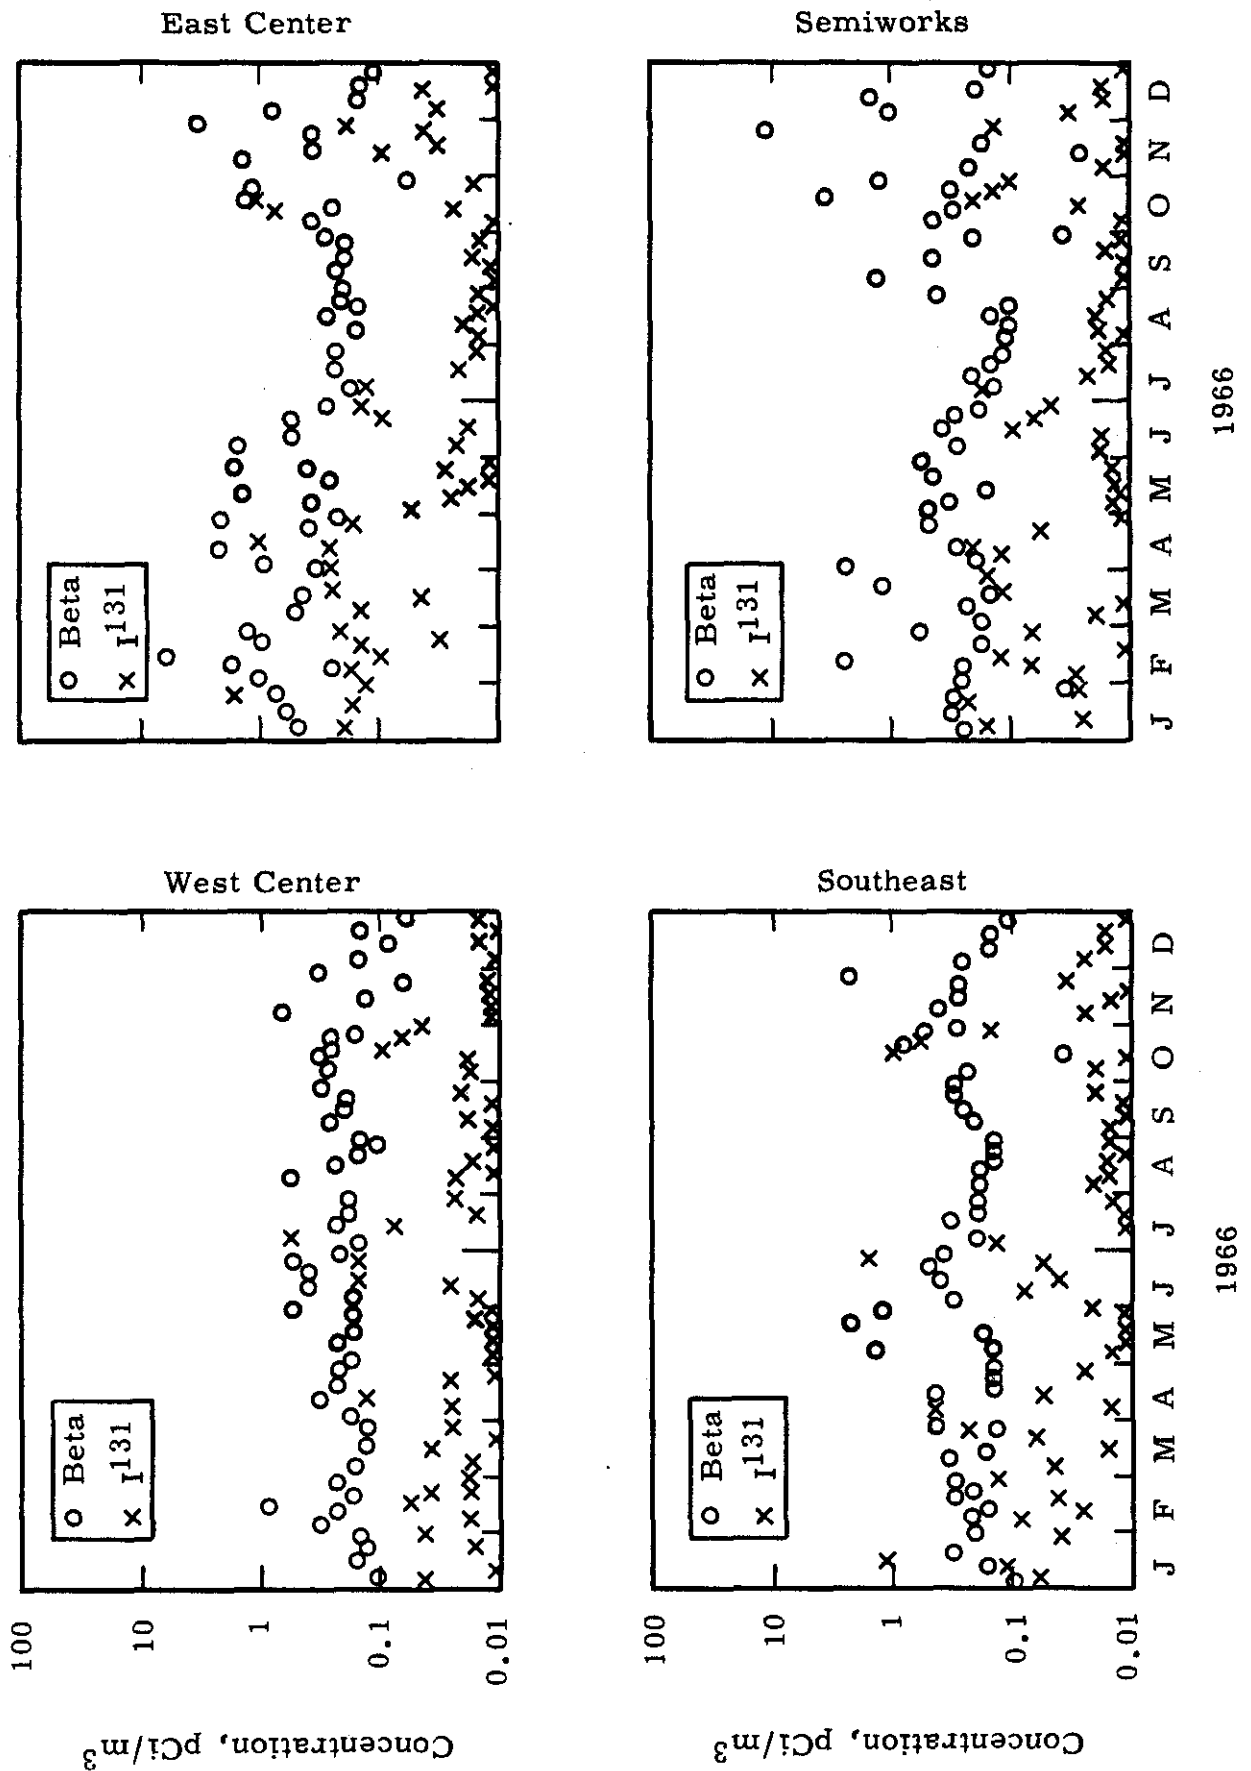 West Center
East Center
100
10
1
0.1
0.01
Concentration, pCi/m³
O Beta
× I¹³¹
O Beta
× I¹³¹
Southeast
Semiworks
100
10
1
0.1
0.01
Concentration, pCi/m³
O Beta
× I¹³¹
O Beta
× I¹³¹
J F M A M J J A S O N D
1966
J F M A M J J A S O N D
1966